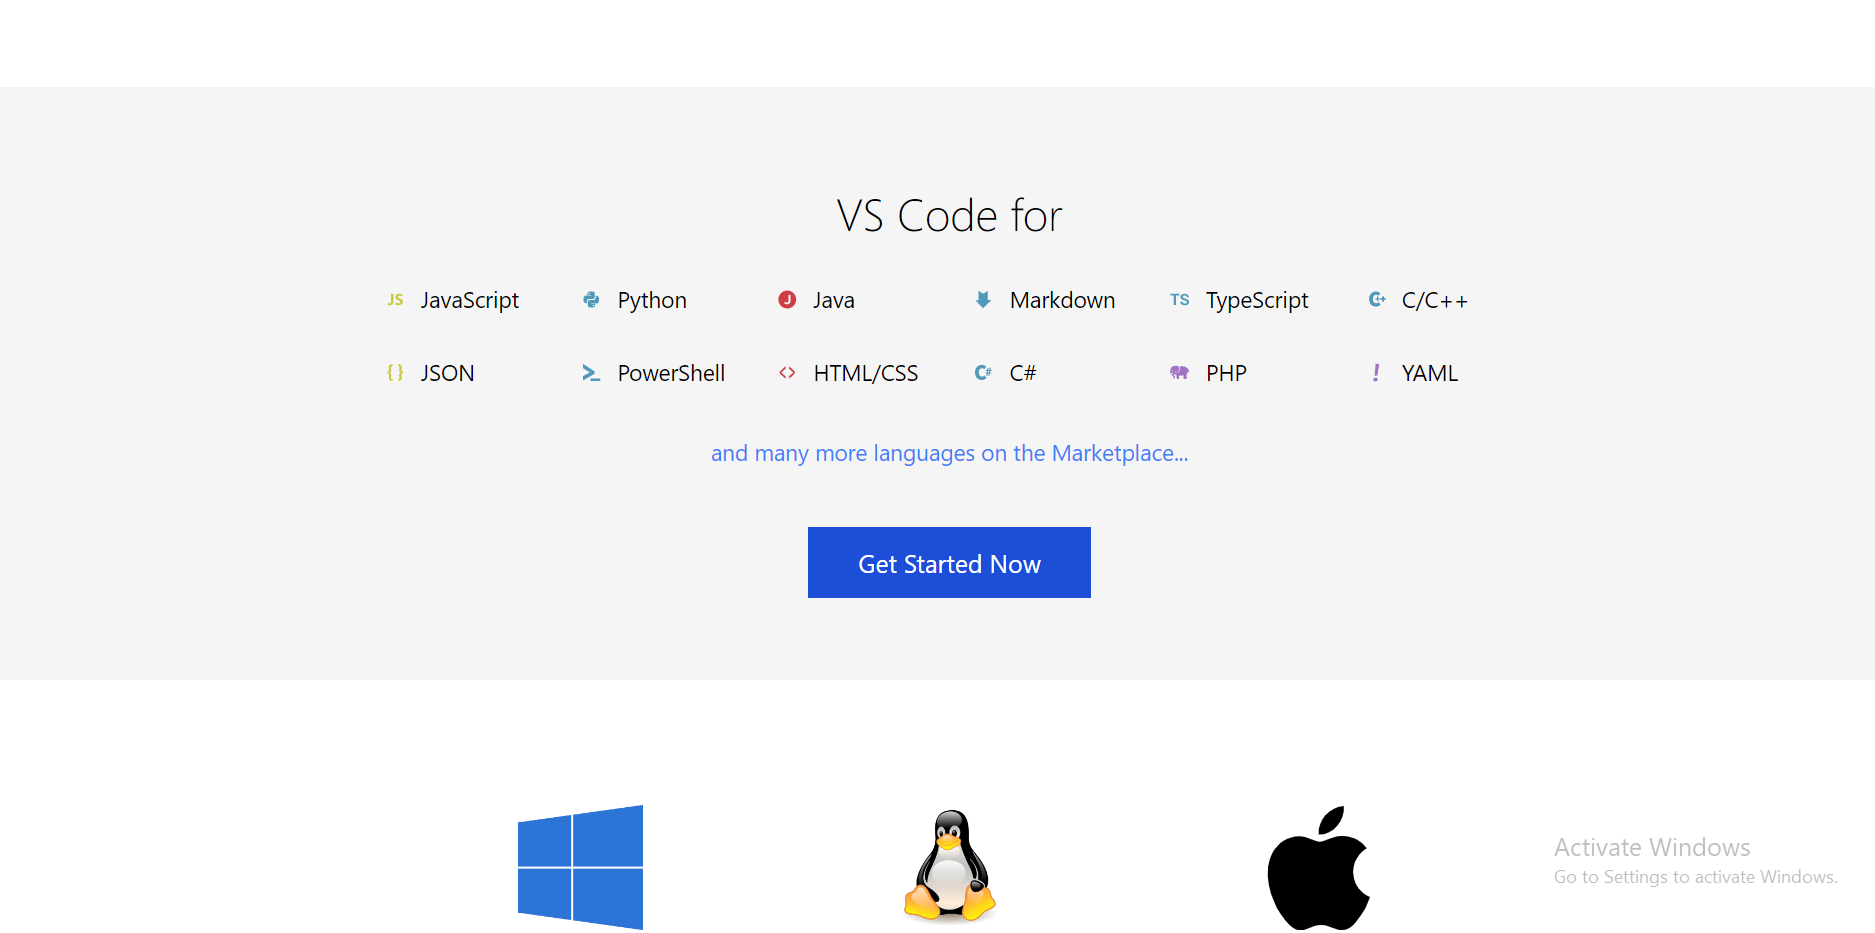 VS Code for
JS JavaScript Python J Java Markdown TS TypeScript C++ C/C++
{} JSON PowerShell <> HTML/CSS C# C# PHP ! YAML
and many more languages on the Marketplace...
Get Started Now
Activate Windows
Go to Settings to activate Windows.